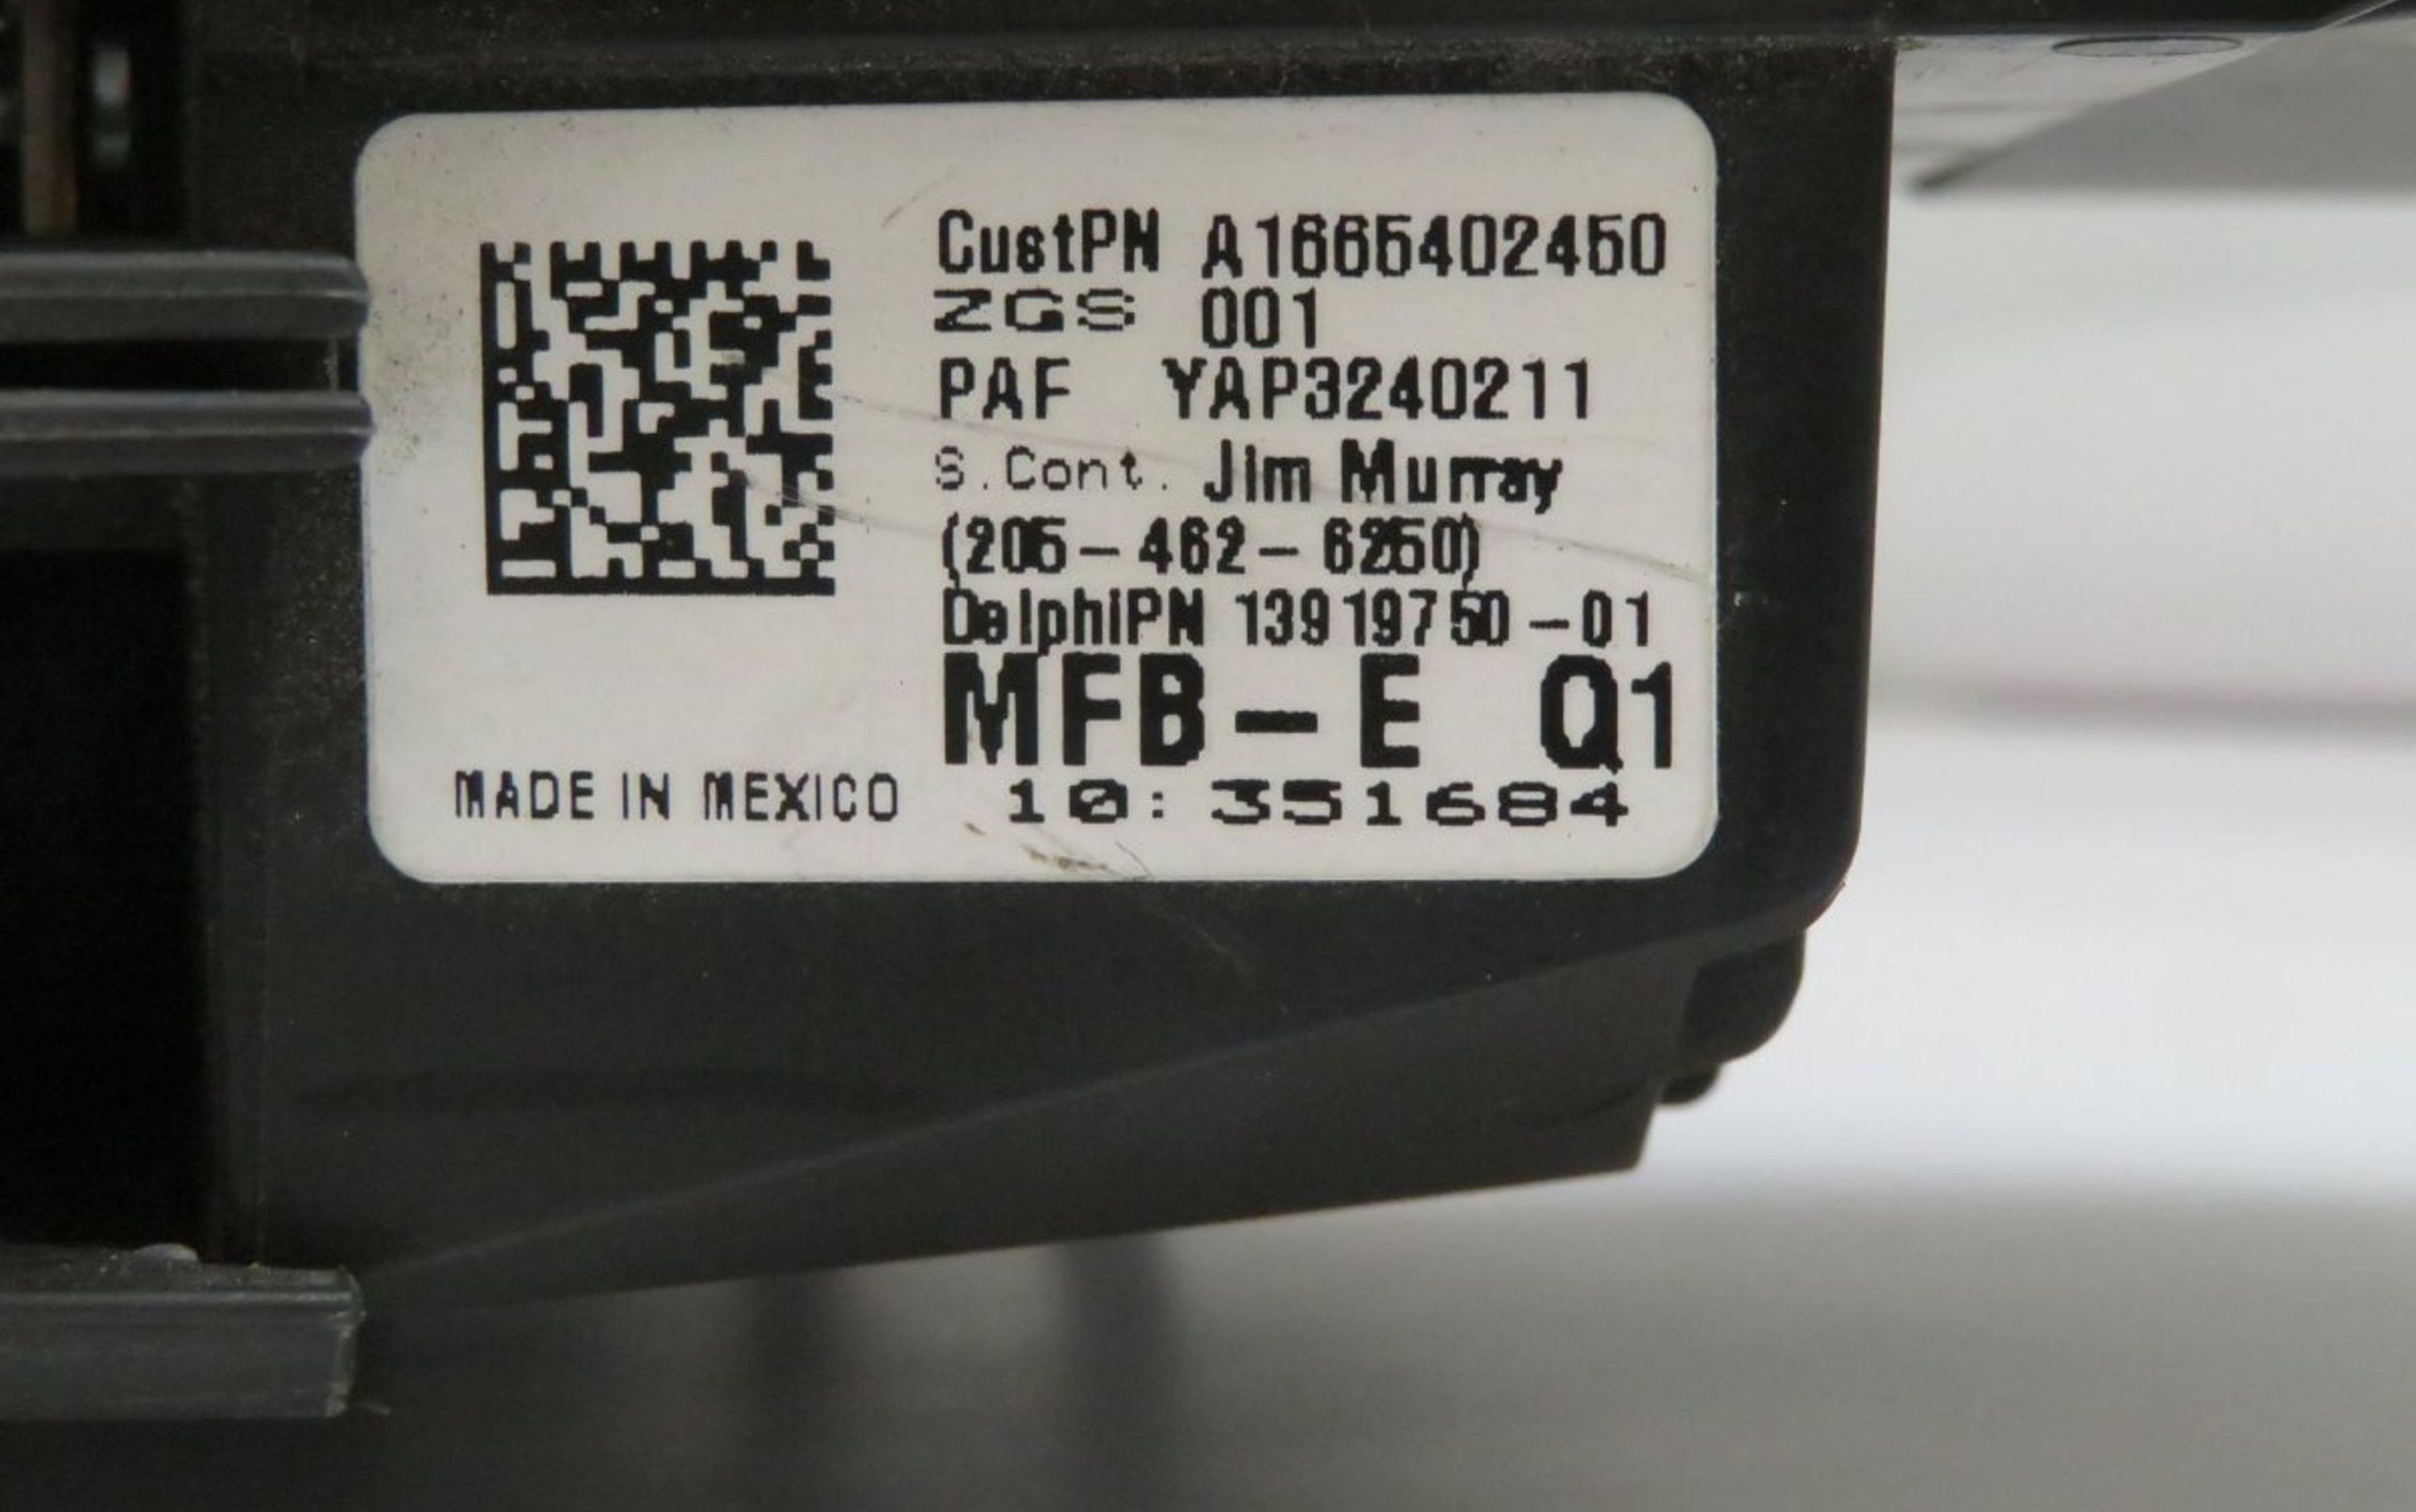 CustPN A1665402450
ZGS 001
PAF YAP3240211
S.Cont. Jim Murray
(205-462-6250)
DelphiPN 13919750-01
MFB-E Q1
MADE IN MEXICO 10:351684